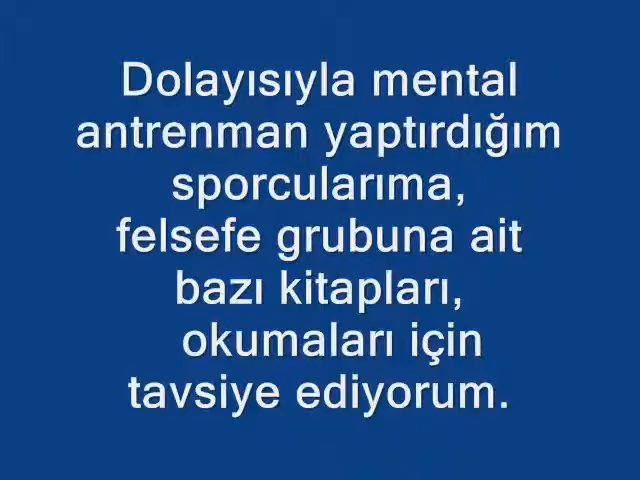 Dolayısıyla mental
antrenman yaptırdığım
sporcularıma,
felsefe grubuna ait
bazı kitapları,
okumaları için
tavsiye ediyorum.